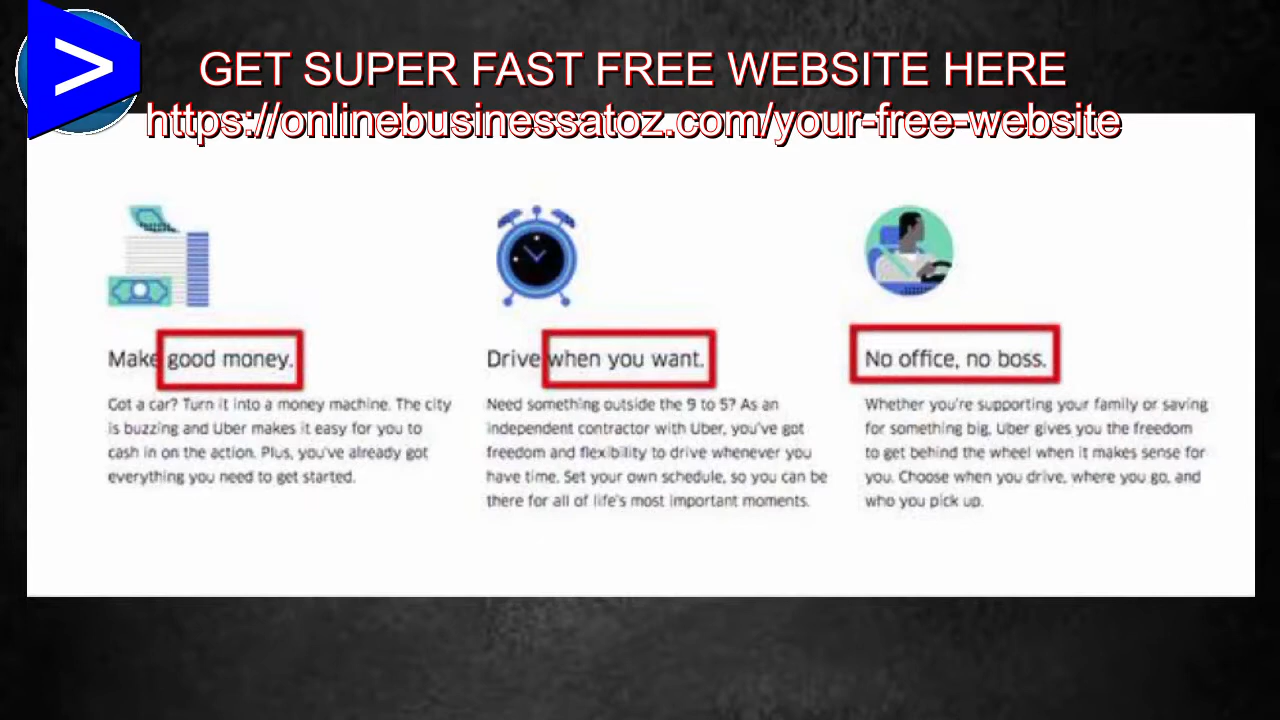 GET SUPER FAST FREE WEBSITE HERE
https://onlinebusinessatoz.com/your-free-website
Make good money.
Got a car? Turn it into a money machine. The city
is buzzing and Uber makes it easy for you to
cash in on the action. Plus, you've already got
everything you need to get started.
Drive when you want.
Need something outside the 9 to 5? As an
independent contractor with Uber, you've got
freedom and flexibility to drive whenever you
have time. Set your own schedule, so you can be
there for all of life's most important moments.
No office, no boss.
Whether you're supporting your family or saving
for something big, Uber gives you the freedom
to get behind the wheel when it makes sense for
you. Choose when you drive, where you go, and
who you pick up.